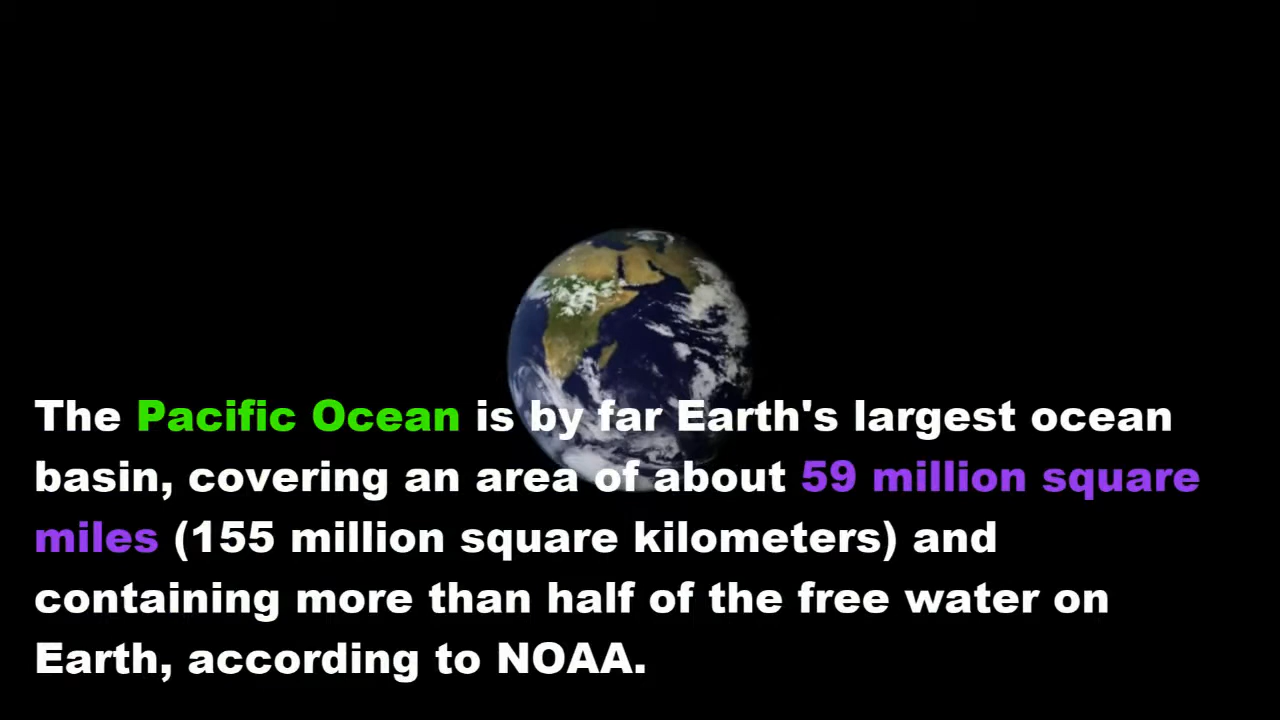 The Pacific Ocean is by far Earth's largest ocean
basin, covering an area of about 59 million square
miles (155 million square kilometers) and
containing more than half of the free water on
Earth, according to NOAA.